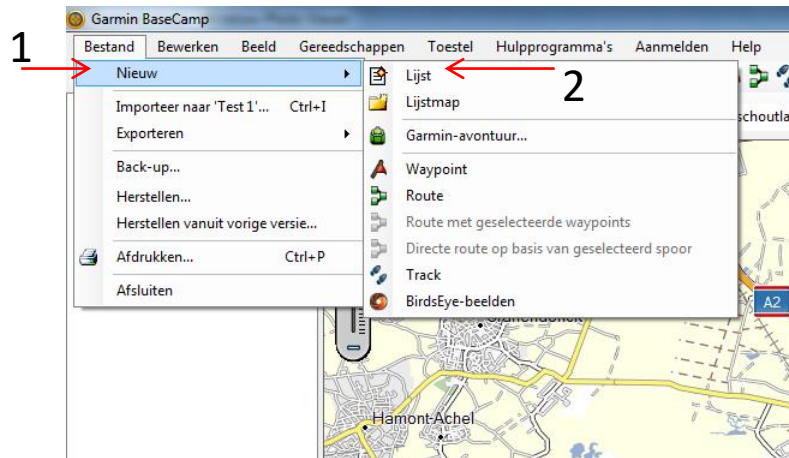 Garmin BaseCamp
1
Bestand Bewerken Beeld Gereedschappen Toestel Hulpprogramma's Aanmelden Help
Nieuw
Importeer naar 'Test 1'... Ctrl+I
Exporteren
Back-up...
Herstellen...
Herstellen vanuit vorige versie...
Afdrukken... Ctrl+P
Afsluiten
Lijst
2
Lijstmap
Garmin-avontuur...
Waypoint
Route
Route met geselecteerde waypoints
Directe route op basis van geselecteerd spoor
Track
BirdsEye-beelden
A2
Hamont-Achel